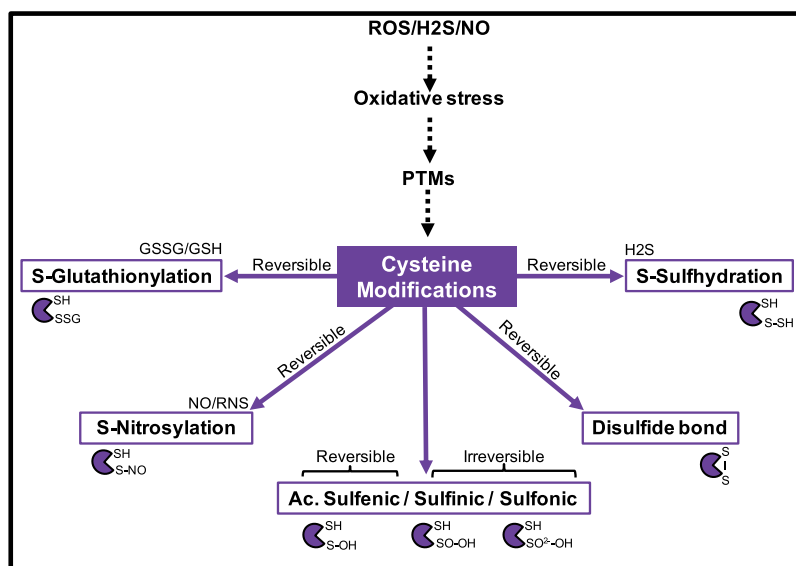 ROS/H2S/NO
Oxidative stress
PTMs
Cysteine
Modifications
GSSG/GSH
Reversible
S-Glutathionylation
SH
SSG
H2S
Reversible
S-Sulfhydration
SH
S-SH
Reversible
NO/RNS
S-Nitrosylation
SH
S-NO
Reversible
Disulfide bond
S
S
Reversible
Irreversible
Ac. Sulfenic / Sulfinic / Sulfonic
SH
S-OH
SH
SO-OH
SH
SO²-OH